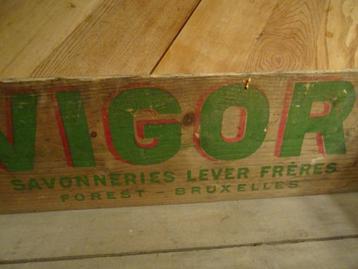 VIGOR
SAVONNERIES LEVER FRÈRES
FOREST - BRUXELLES